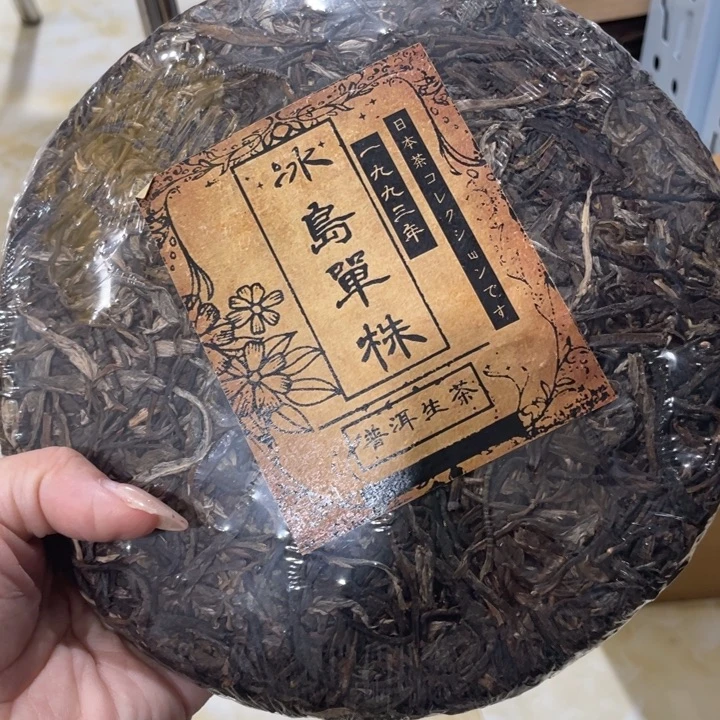 日本茶コレクションです
一九九三年
冰島單株
普洱生茶